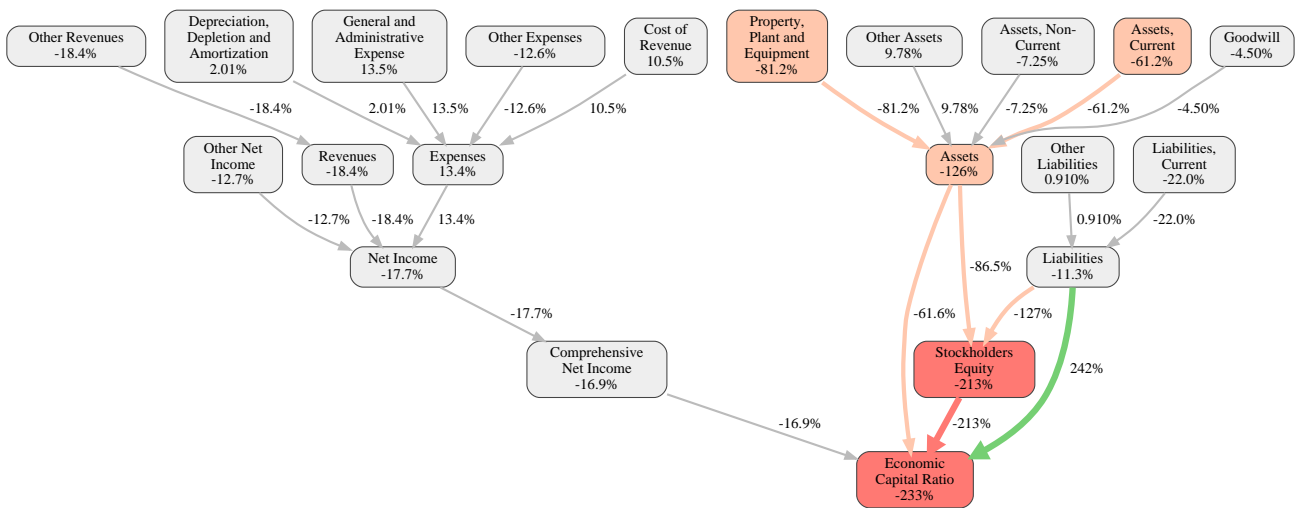 Other Revenues
-18.4%
Depreciation,
Depletion and
Amortization
2.01%
General and
Administrative
Expense
13.5%
Other Expenses
-12.6%
Cost of
Revenue
10.5%
Property,
Plant and
Equipment
-81.2%
Other Assets
9.78%
Assets, Non-
Current
-7.25%
Assets,
Current
-61.2%
Goodwill
-4.50%
-18.4%
2.01%
13.5%
-12.6%
10.5%
-81.2%
9.78%
-7.25%
-61.2%
-4.50%
Other Net
Income
-12.7%
Revenues
-18.4%
Expenses
13.4%
Assets
-126%
Other
Liabilities
0.910%
Liabilities,
Current
-22.0%
-12.7%
-18.4%
13.4%
0.910%
-22.0%
Net Income
-17.7%
-86.5%
Liabilities
-11.3%
-17.7%
-61.6%
-127%
Comprehensive
Net Income
-16.9%
Stockholders
Equity
-213%
242%
-16.9%
-213%
Economic
Capital Ratio
-233%